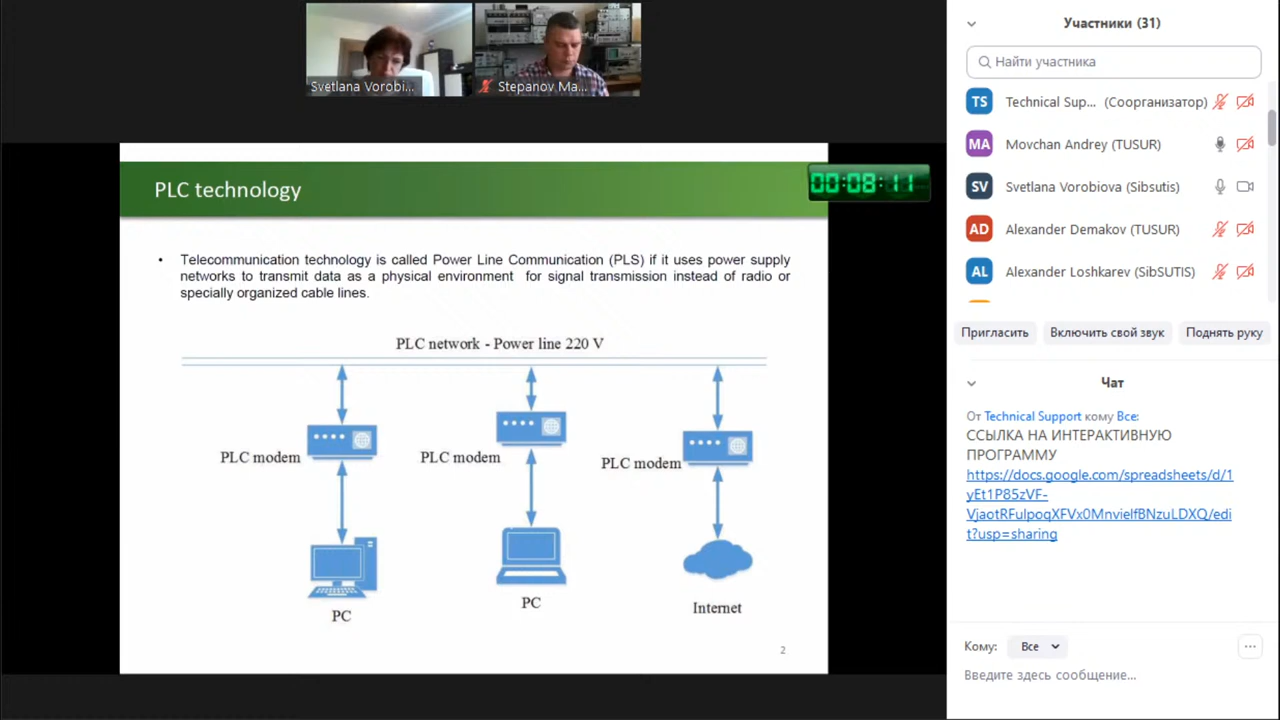 Svetlana Vorobi...
Stepanov Ma...
PLC technology
00:08:11
• Telecommunication technology is called Power Line Communication (PLS) if it uses power supply
networks to transmit data as a physical environment for signal transmission instead of radio or
specially organized cable lines.
PLC network - Power line 220 V
PLC modem
PLC modem
PLC modem
PC
PC
Internet
2
Участники (31)
Найти участника
TS Technical Sup... (Соорганизатор)
MA Movchan Andrey (TUSUR)
SV Svetlana Vorobiova (Sibsutis)
AD Alexander Demakov (TUSUR)
AL Alexander Loshkarev (SibSUTIS)
Пригласить Включить свой звук Поднять руку
Чат
От Technical Support кому Все:
ССЫЛКА НА ИНТЕРАКТИВНУЮ
ПРОГРАММУ
https://docs.google.com/spreadsheets/d/1
yEt1P85zVF-
VjaotRFulpoqXFVx0MnvielfBNzuLDXQ/edi
t?usp=sharing
Кому: Все
Введите здесь сообщение...